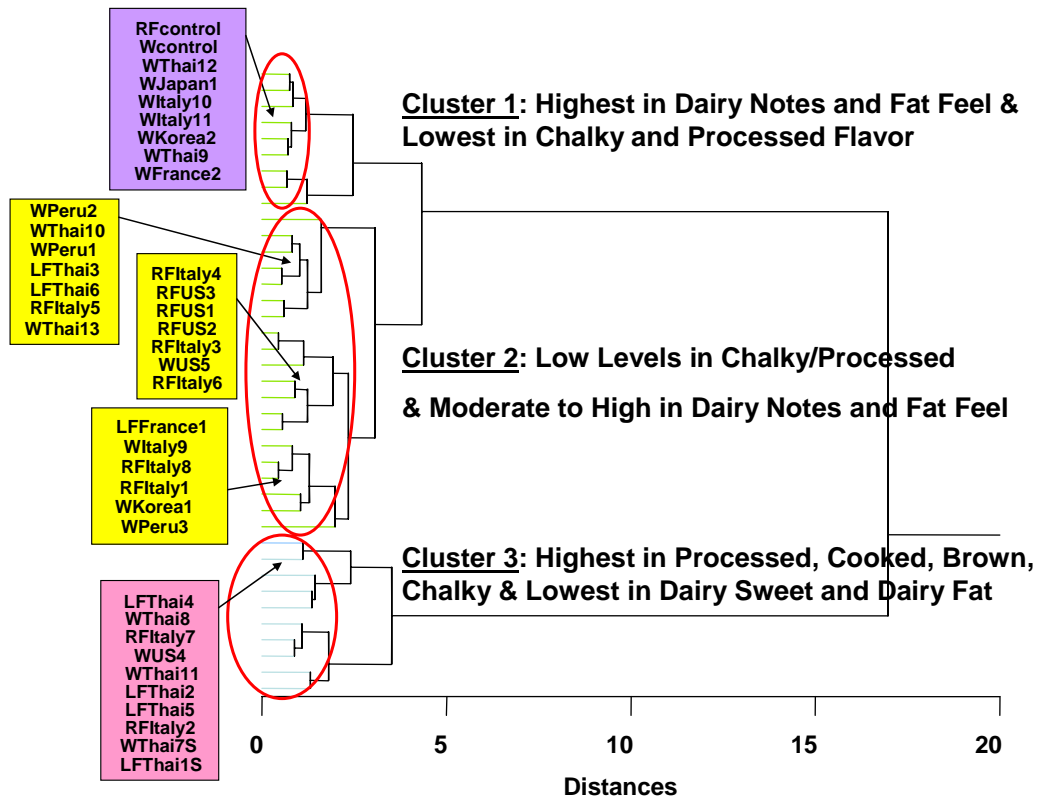 RFcontrol
Wcontrol
WThai12
WJapan1
WItaly10
WItaly11
WKorea2
WThai9
WFrance2
Cluster 1: Highest in Dairy Notes and Fat Feel &
Lowest in Chalky and Processed Flavor
WPeru2
WThai10
WPeru1
LFThai3
LFThai6
RFItaly5
WThai13
RFItaly4
RFUS3
RFUS1
RFUS2
RFItaly3
WUS5
RFItaly6
Cluster 2: Low Levels in Chalky/Processed
& Moderate to High in Dairy Notes and Fat Feel
LFFrance1
WItaly9
RFItaly8
RFItaly1
WKorea1
WPeru3
Cluster 3: Highest in Processed, Cooked, Brown,
Chalky & Lowest in Dairy Sweet and Dairy Fat
LFThai4
WThai8
RFItaly7
WUS4
WThai11
LFThai2
LFThai5
RFItaly2
WThai7S
LFThai1S
0 5 10 15 20
Distances